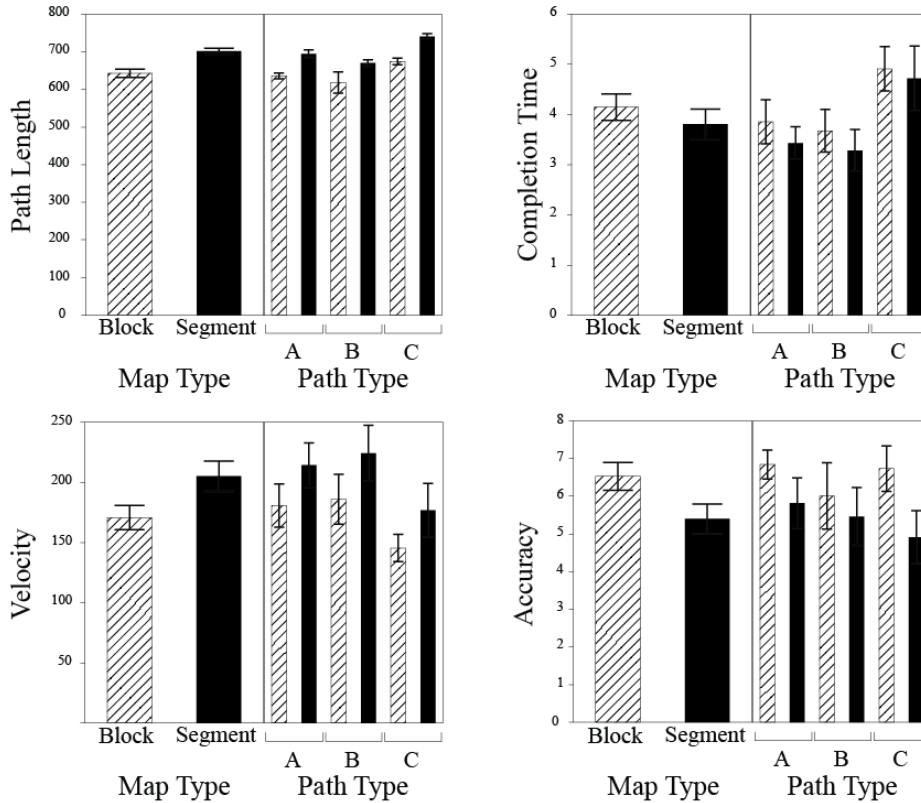 Path Length
800
700
600
500
400
300
200
100
0
Block Segment
A B C
Map Type Path Type
Completion Time
6
5
4
3
2
1
0
Block Segment
A B C
Map Type Path Type
Velocity
250
200
150
100
50
Block Segment
A B C
Map Type Path Type
Accuracy
8
7
6
5
4
3
2
1
0
Block Segment
A B C
Map Type Path Type